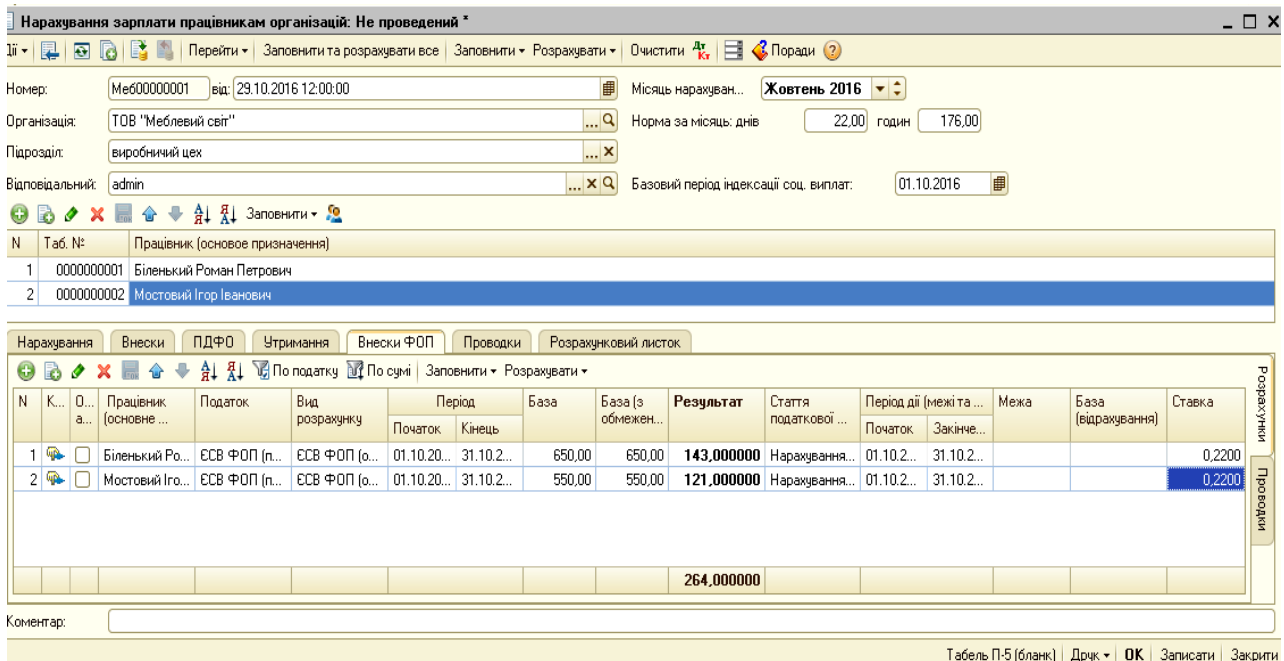 Нарахування зарплати працівникам організацій: Не проведений *
Дії Перейти Заповнити та розрахувати все Заповнити Розрахувати Очистити Дт Кт Поради
Номер: Меб00000001 від: 29.10.2016 12:00:00 Місяць нарахуван... Жовтень 2016
Організація: ТОВ "Меблевий світ" Норма за місяць: днів 22,00 годин 176,00
Підрозділ: виробничий цех
Відповідальний: admin Базовий період індексації соц. виплат: 01.10.2016
Заповнити
N Таб. № Працівник (основое призначення)
1 0000000001 Біленький Роман Петрович
2 0000000002 Мостовий Ігор Іванович
Нарахування Внески ПДФО Утримання Внески ФОП Проводки Розрахунковий листок
По податку По сумі Заповнити Розрахувати
N К... О... Працівник Податок Вид Період База База (з Результат Стаття Період дії (межі та ... Межа База Ставка
а... (основне ... розрахунку Початок Кінець обмежен... податкової ... Початок Закінче... (відрахування)
1 Біленький Ро... ЄСВ ФОП (п... ЄСВ ФОП (о... 01.10.20... 31.10.2... 650,00 650,00 143,000000 Нарахування... 01.10.2... 31.10.2... 0,2200
2 Мостовий Іго... ЄСВ ФОП (п... ЄСВ ФОП (о... 01.10.20... 31.10.2... 550,00 550,00 121,000000 Нарахування... 01.10.2... 31.10.2... 0,2200
264,000000
Розрахунки
Проводки
Коментар:
Табель П-5 (бланк) Друк OK Записати Закрити